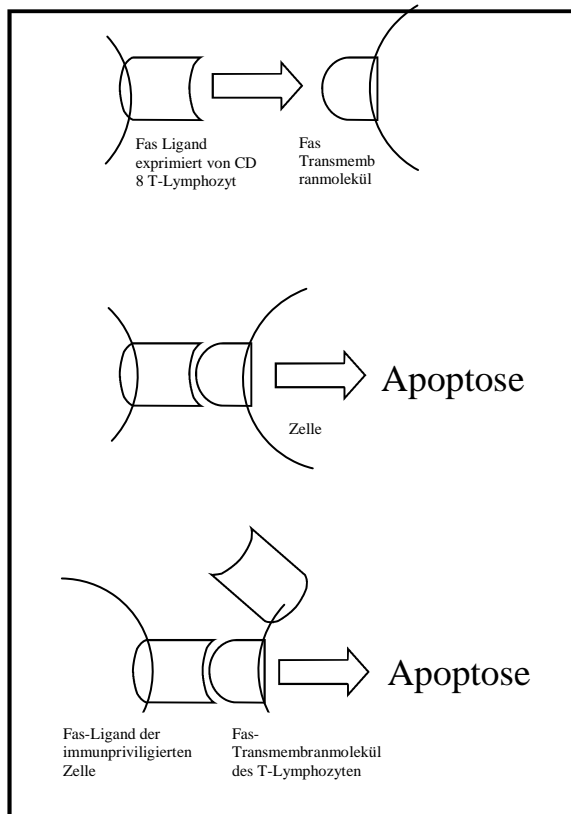 Fas Ligand
exprimiert von CD
8 T-Lymphozyt
Fas
Transmemb
ranmolekül
Apoptose
Zelle
Apoptose
Fas-Ligand der
immunpriviligierten
Zelle
Fas-
Transmembranmolekül
des T-Lymphozyten